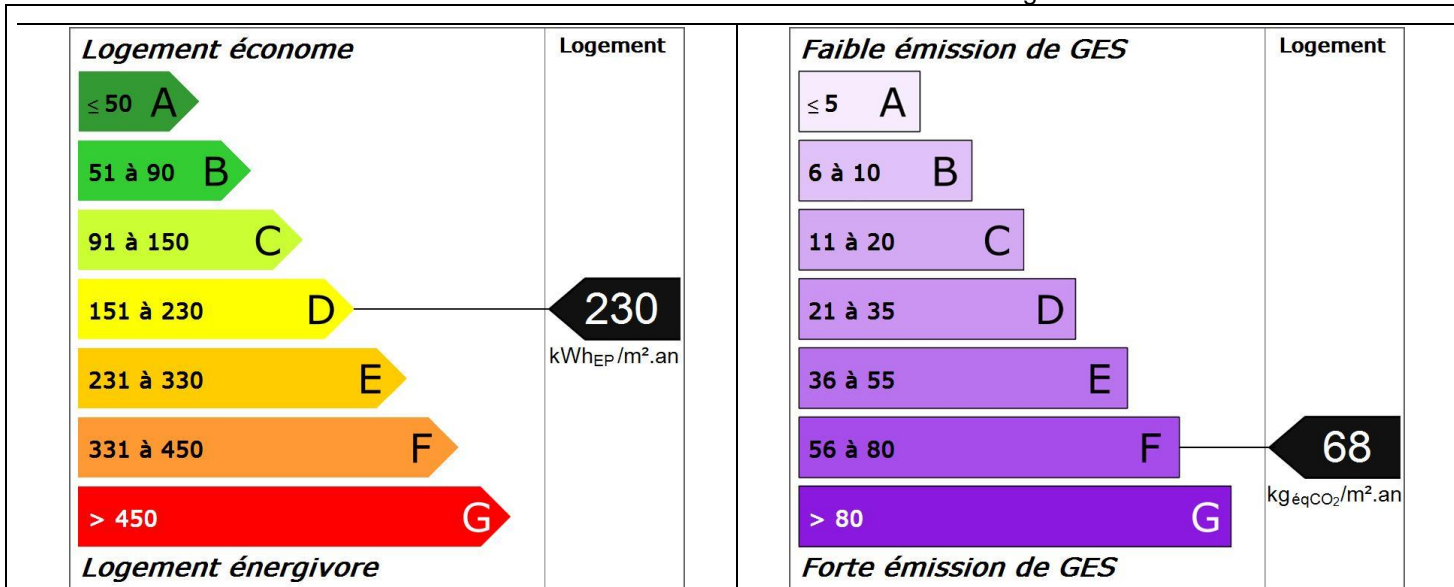 Logement économe Logement
≤ 50 A
51 à 90 B
91 à 150 C
151 à 230 D 230
kWhEP/m².an
231 à 330 E
331 à 450 F
> 450 G
Logement énergivore
Faible émission de GES Logement
≤ 5 A
6 à 10 B
11 à 20 C
21 à 35 D
36 à 55 E
56 à 80 F 68
kgéqCO₂/m².an
> 80 G
Forte émission de GES